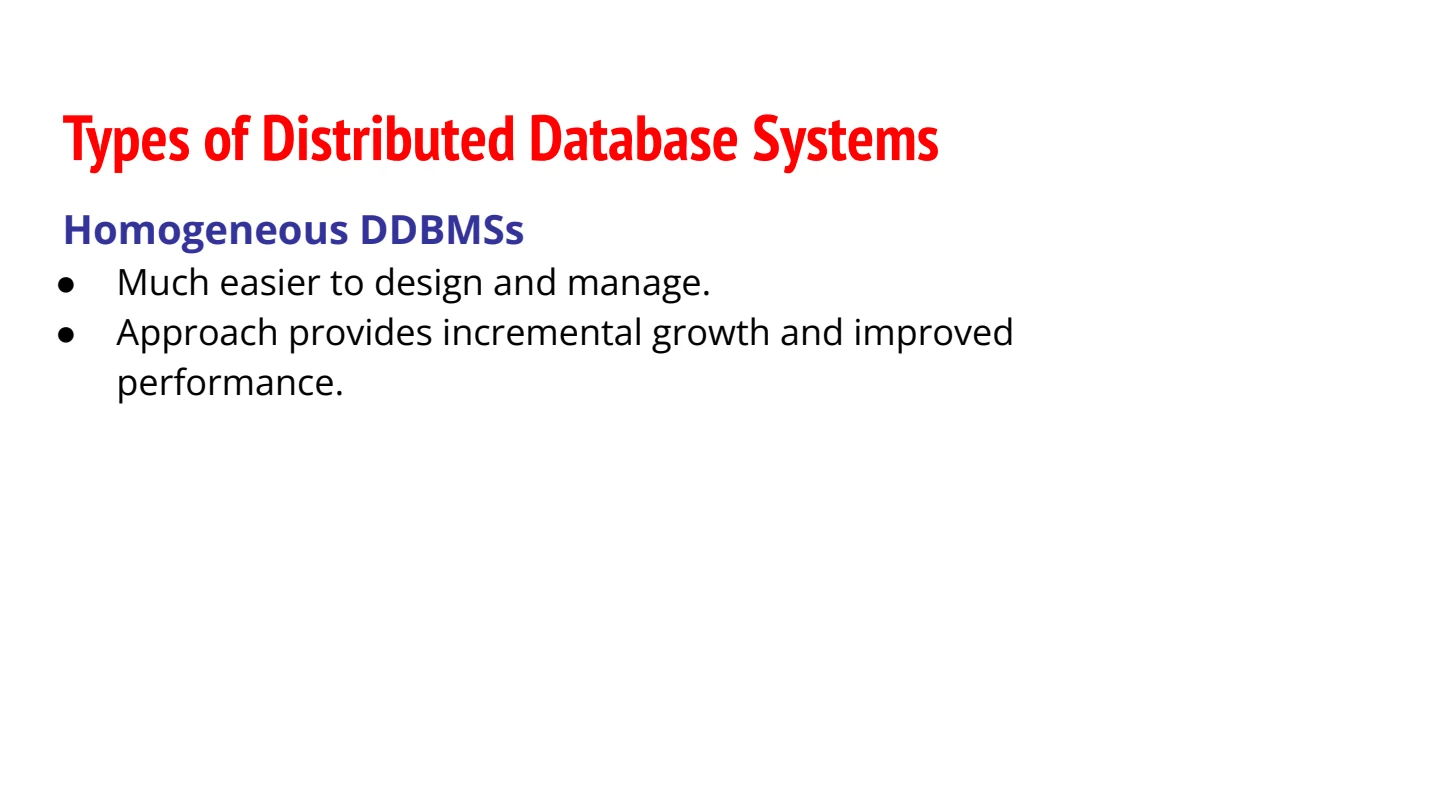 Types of Distributed Database Systems
Homogeneous DDBMSs
● Much easier to design and manage.
● Approach provides incremental growth and improved
performance.